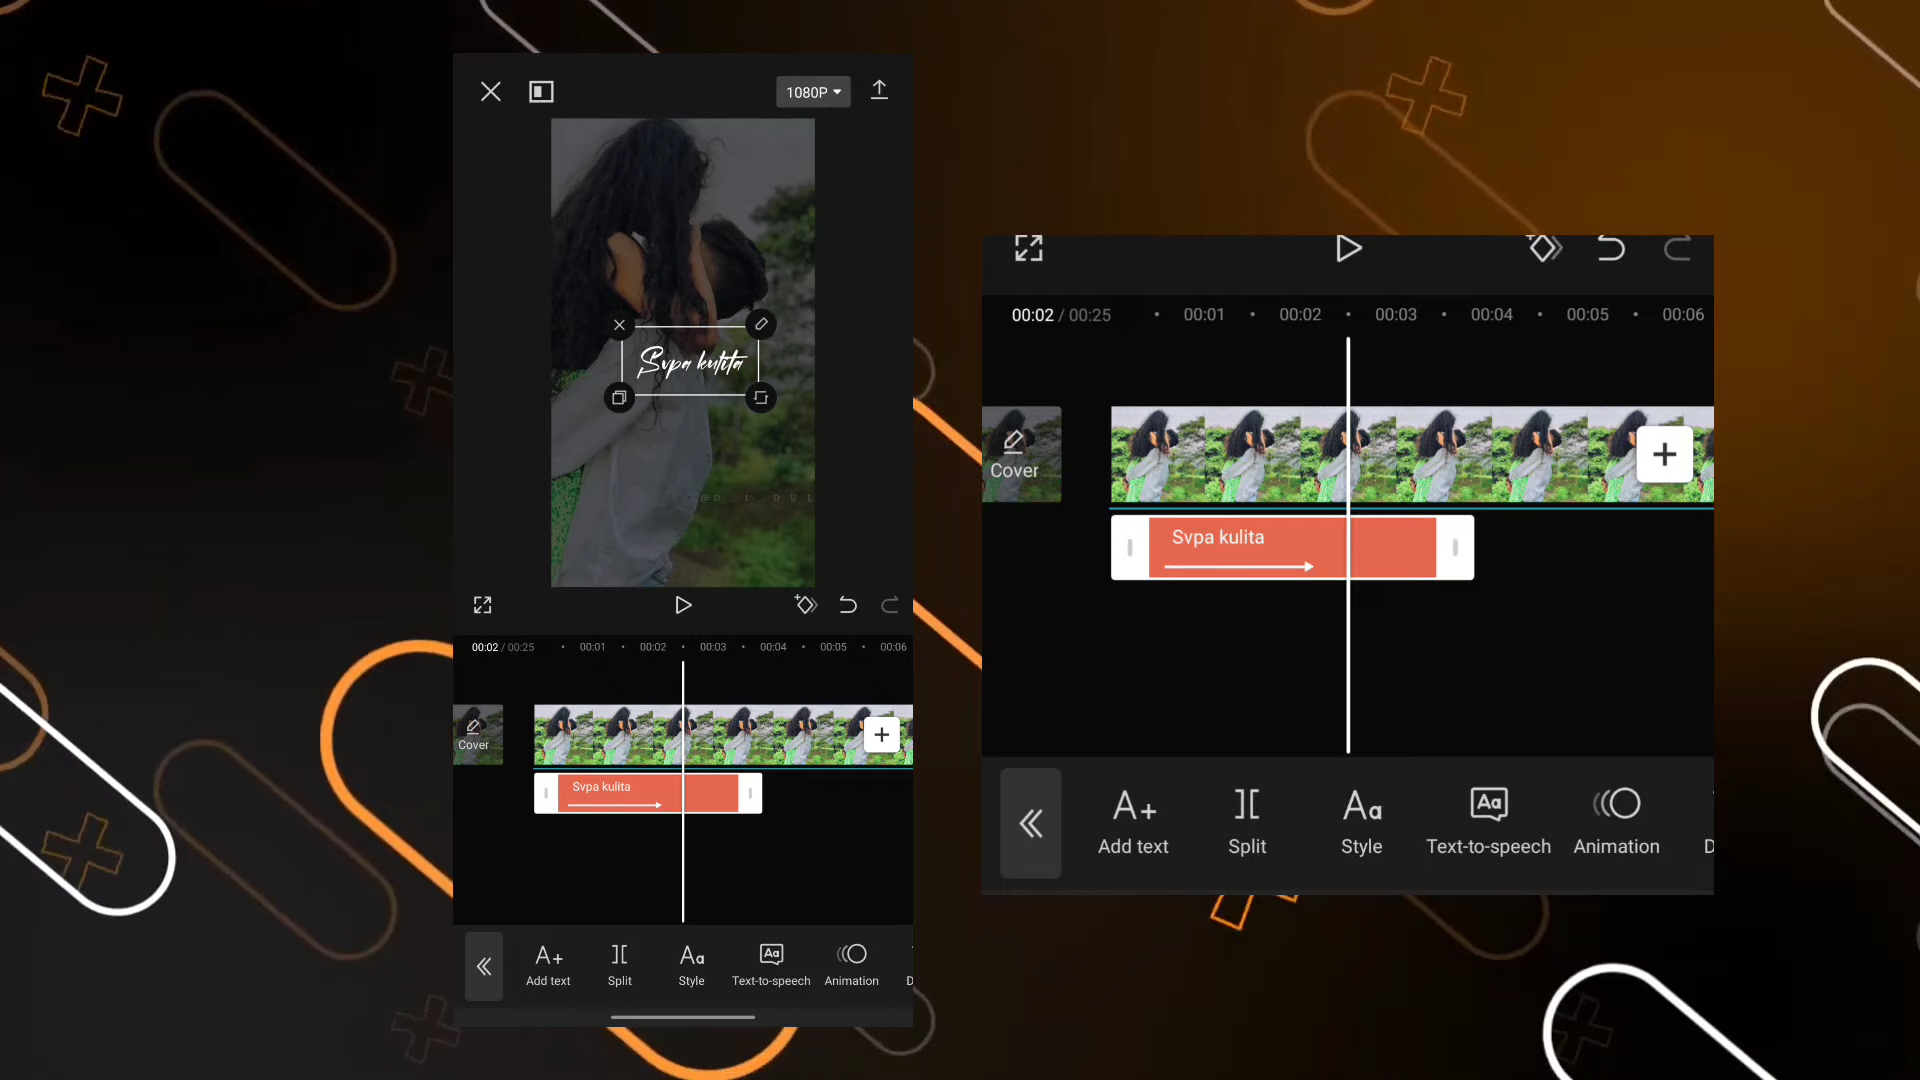 1080P
Svpa kulita
@D_I_DUL
00:02 / 00:25 00:01 00:02 00:03 00:04 00:05 00:06
Cover
Svpa kulita
Add text Split Style Text-to-speech Animation D
00:02 / 00:25 00:01 00:02 00:03 00:04 00:05 00:06
Cover
Svpa kulita
Add text Split Style Text-to-speech Animation D